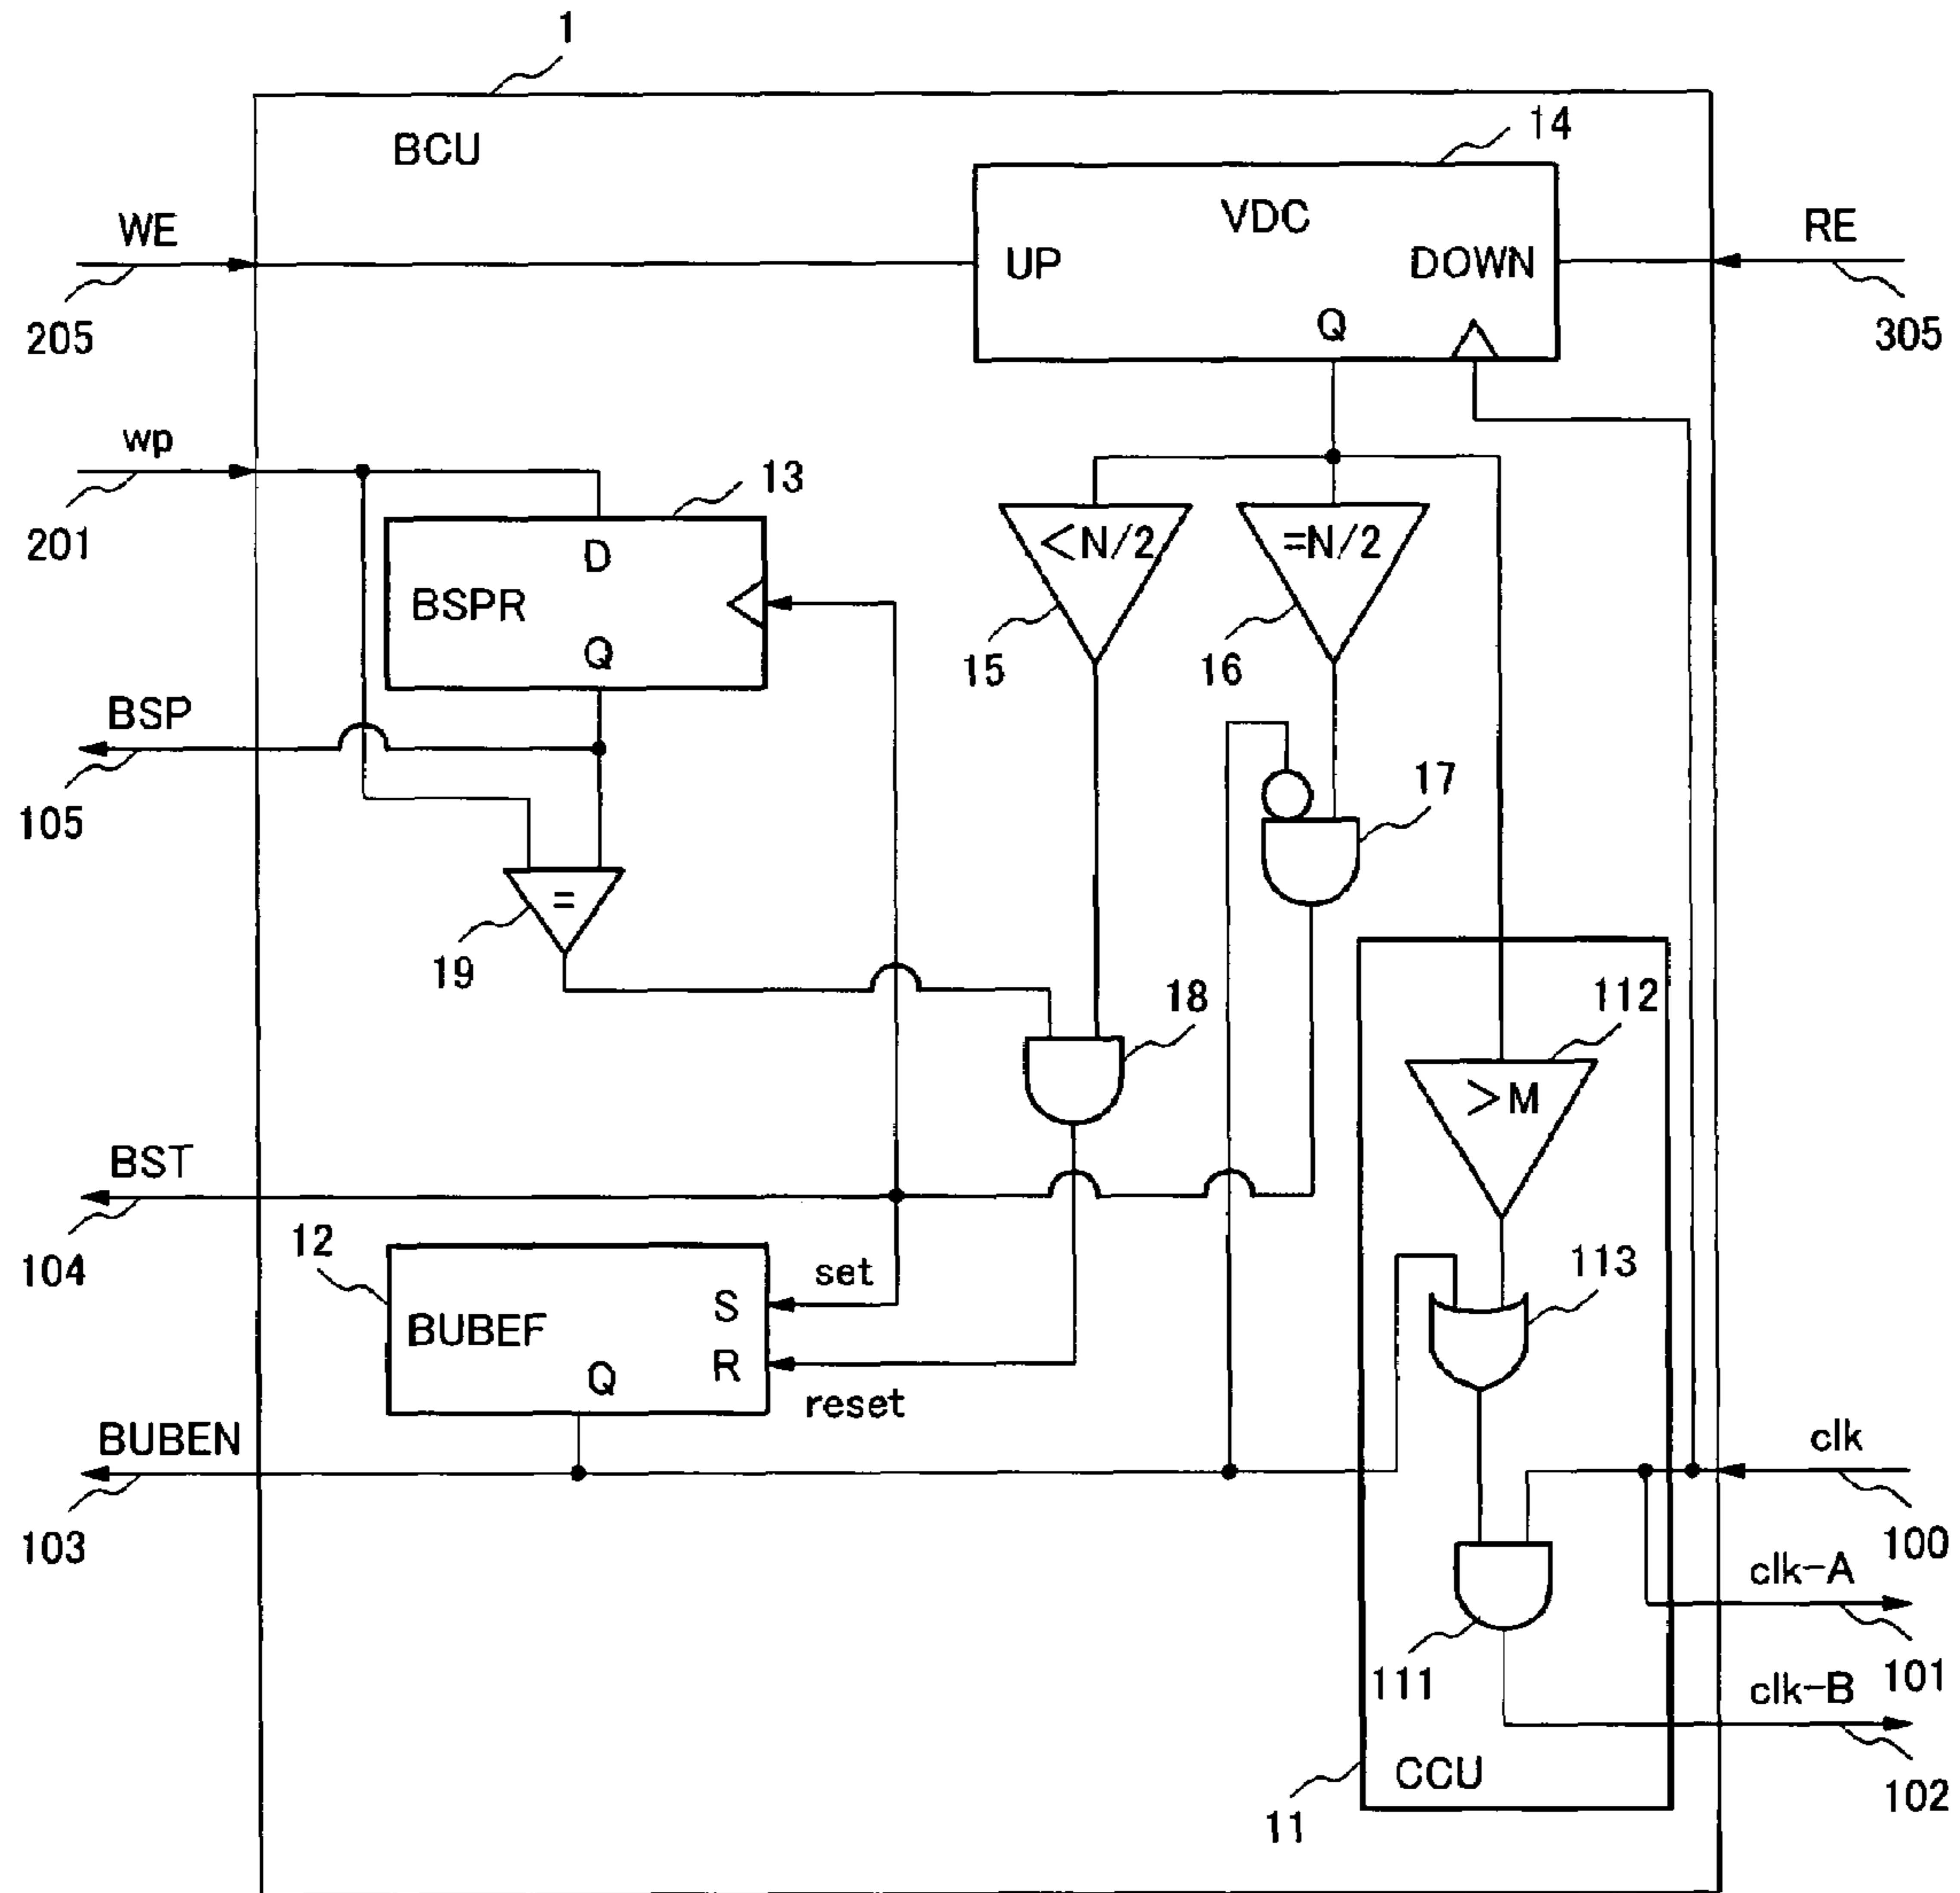 1
BCU
14
WE
VDC
RE
UP
DOWN
205
Q
305
wp
13
201
D
<N/2
=N/2
BSPR
Q
15
16
BSP
17
105
=
19
18
112
>M
BST
104
12
set
113
S
BUBEF
R
Q
reset
BUBEN
clk
103
100
clk-A
111
101
clk-B
CCU
102
11